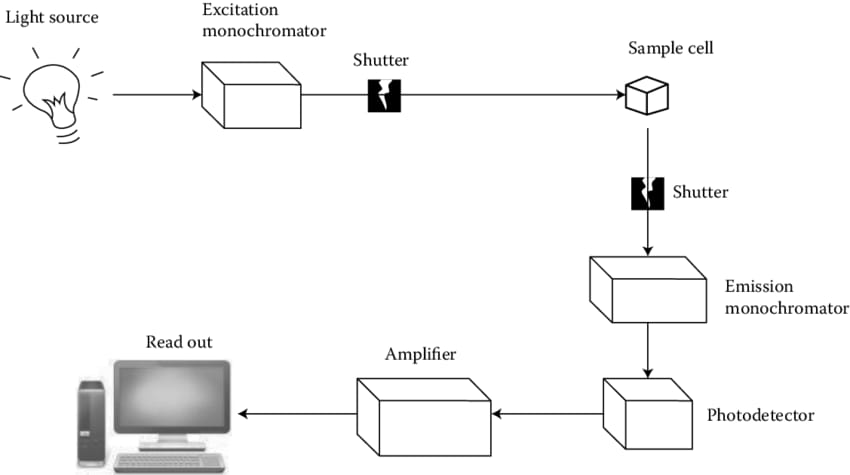 Light source
Excitation
monochromator
Shutter
Sample cell
Shutter
Emission
monochromator
Read out
Amplifier
Photodetector